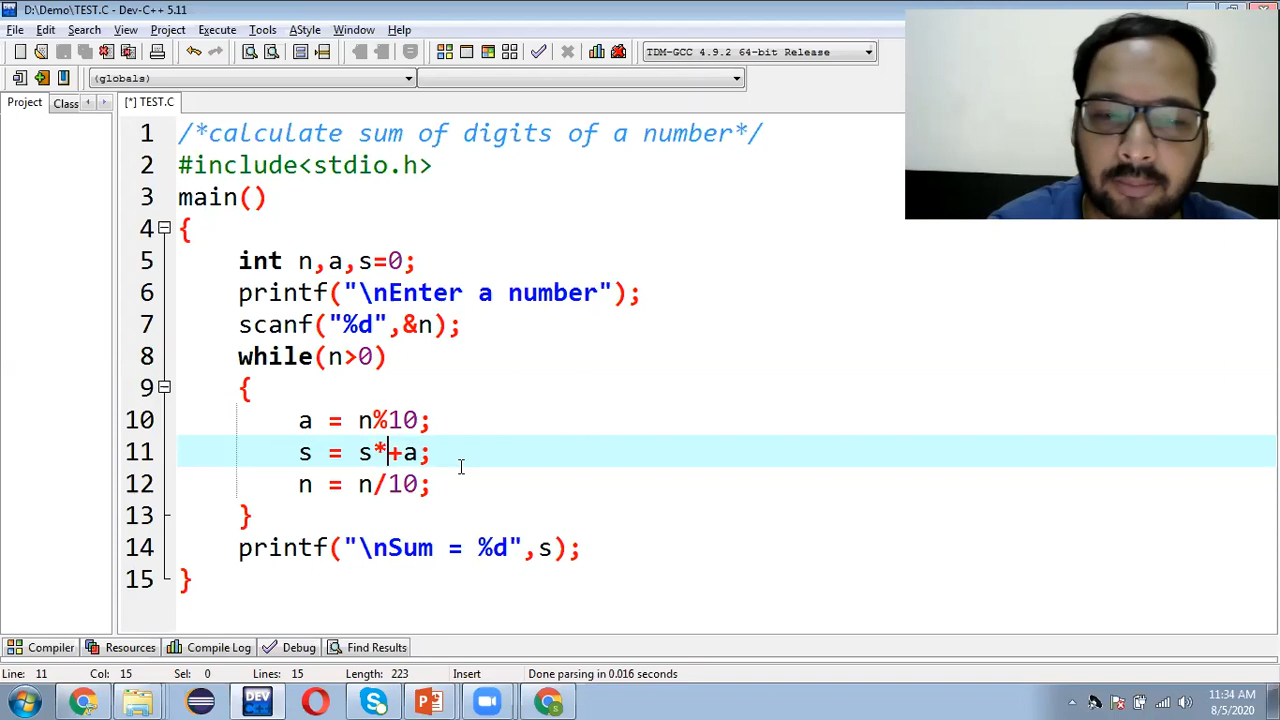 D:\Demo\TEST.C - Dev-C++ 5.11
File Edit Search View Project Execute Tools AStyle Window Help
TDM-GCC 4.9.2 64-bit Release
(globals)
Project Class [*] TEST.C
1 /*calculate sum of digits of a number*/
2 #include<stdio.h>
3 main()
4 {
5 int n,a,s=0;
6 printf("\nEnter a number");
7 scanf("%d",&n);
8 while(n>0)
9 {
10 a = n%10;
11 s = s*+a;
12 n = n/10;
13 }
14 printf("\nSum = %d",s);
15 }
Compiler Resources Compile Log Debug Find Results
Line: 11 Col: 15 Sel: 0 Lines: 15 Length: 223 Insert Done parsing in 0.016 seconds
DEV C++
11:34 AM
8/5/2020